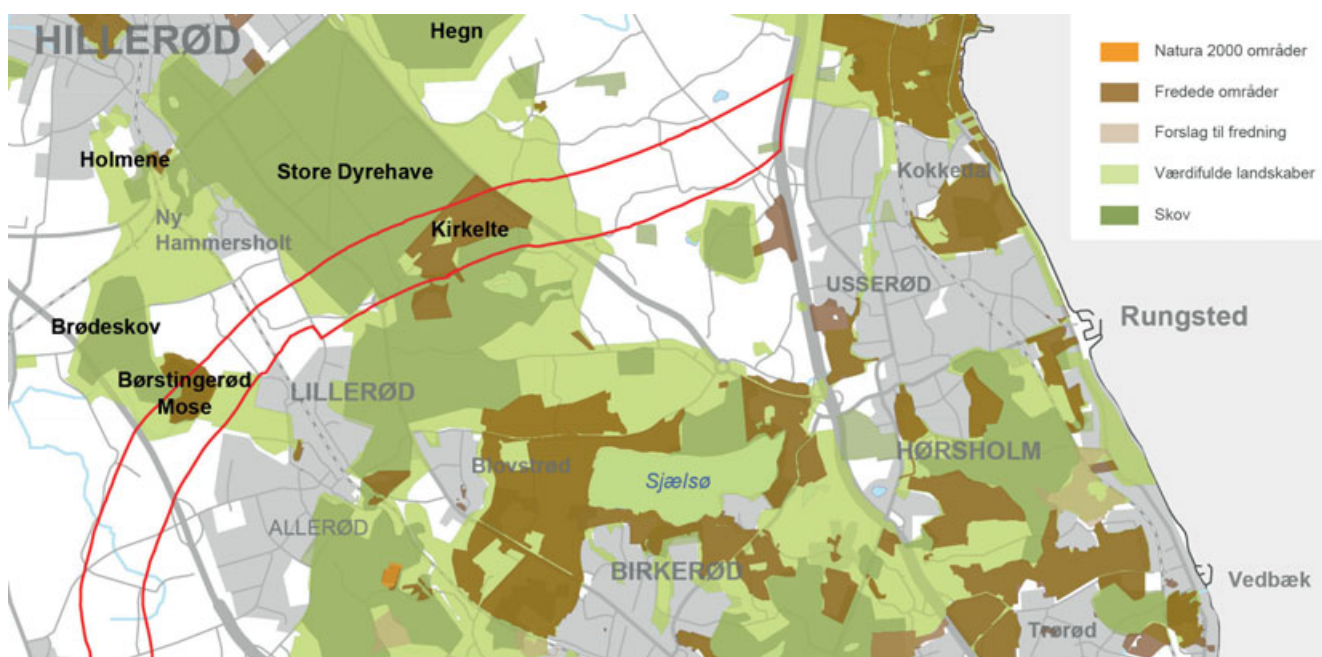 HILLERØD
Hegn
Holmene
Store Dyrehave
Kirkelte
Ny
Hammersholt
Brødeskov
Børstingerød
Mose
LILLERØD
Blovstrød
Sjælsø
ALLERØD
BIRKERØD
Kokkedal
USSERØD
Rungsted
HØRSHOLM
Vedbæk
Trørød
Natura 2000 områder
Fredede områder
Forslag til fredning
Værdifulde landskaber
Skov